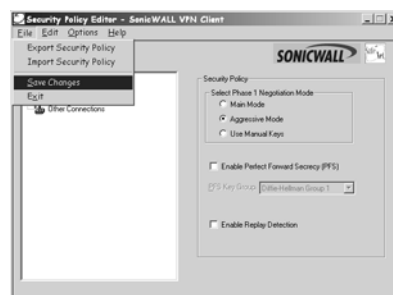 Security Policy Editor - SonicWALL VPN Client
File Edit Options Help
Export Security Policy
Import Security Policy
Save Changes
Exit
Other Connections
SONICWALL
Security Policy
Select Phase 1 Negotiation Mode
Main Mode
Aggressive Mode
Use Manual Keys
Enable Perfect Forward Secrecy (PFS)
PFS Key Group Diffie-Hellman Group 1
Enable Replay Detection